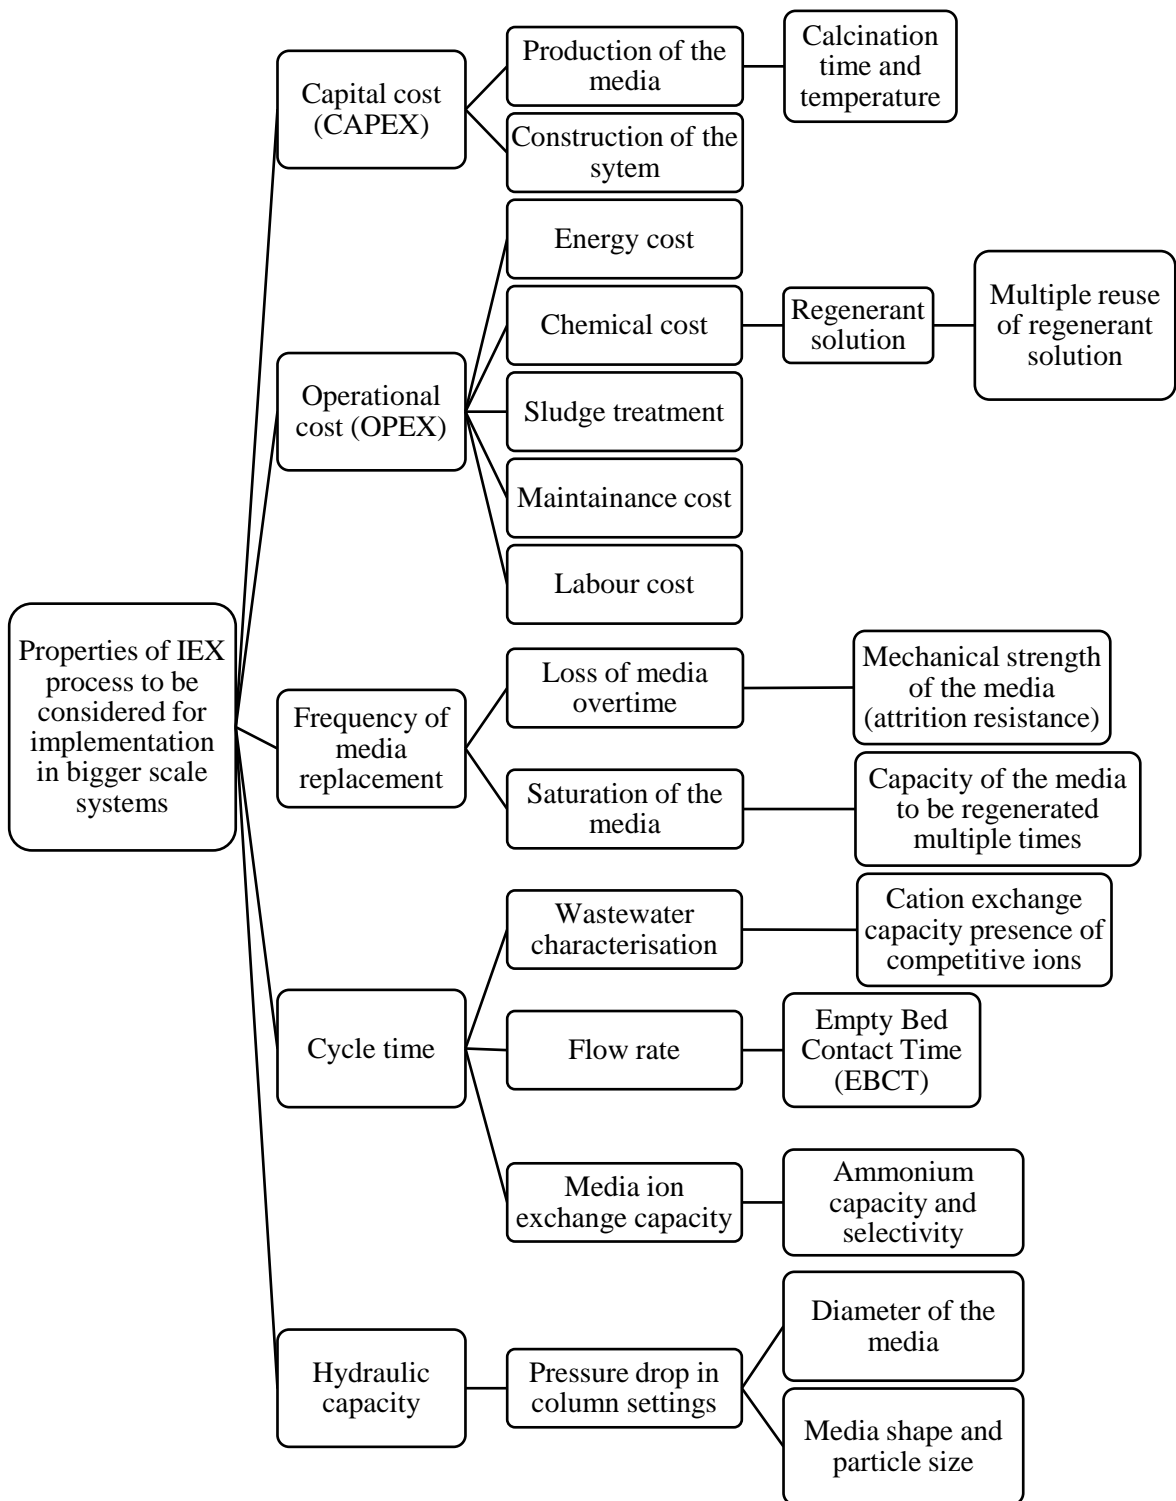 Properties of IEX
process to be
considered for
implementation
in bigger scale
systems
Capital cost
(CAPEX)
Production of the
media
Calcination
time and
temperature
Construction of the
sytem
Operational
cost (OPEX)
Energy cost
Chemical cost
Regenerant
solution
Multiple reuse
of regenerant
solution
Sludge treatment
Maintainance cost
Labour cost
Frequency of
media
replacement
Loss of media
overtime
Mechanical strength
of the media
(attrition resistance)
Saturation of the
media
Capacity of the media
to be regenerated
multiple times
Cycle time
Wastewater
characterisation
Cation exchange
capacity presence of
competitive ions
Flow rate
Empty Bed
Contact Time
(EBCT)
Media ion
exchange capacity
Ammonium
capacity and
selectivity
Hydraulic
capacity
Pressure drop in
column settings
Diameter of the
media
Media shape and
particle size